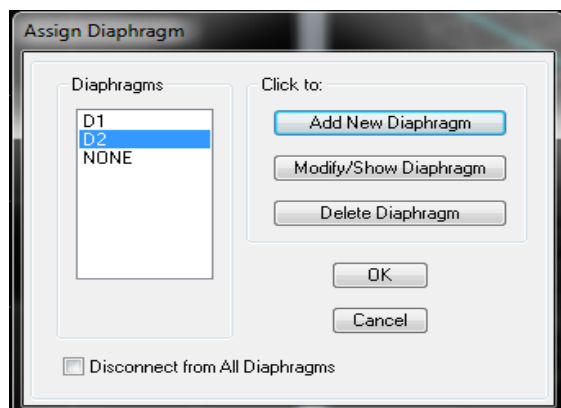 Assign Diaphragm
Diaphragms
D1
D2
NONE
Click to:
Add New Diaphragm
Modify/Show Diaphragm
Delete Diaphragm
OK
Cancel
Disconnect from All Diaphragms